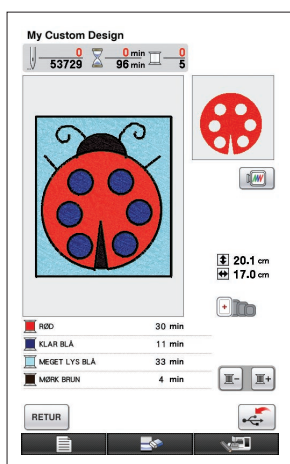 My Custom Design
0 0 min 0
53729 96 min 5
20.1 cm
17.0 cm
RØD 30 min
KLAR BLÅ 11 min
MEGET LYS BLÅ 33 min
MØRK BRUN 4 min
RETUR